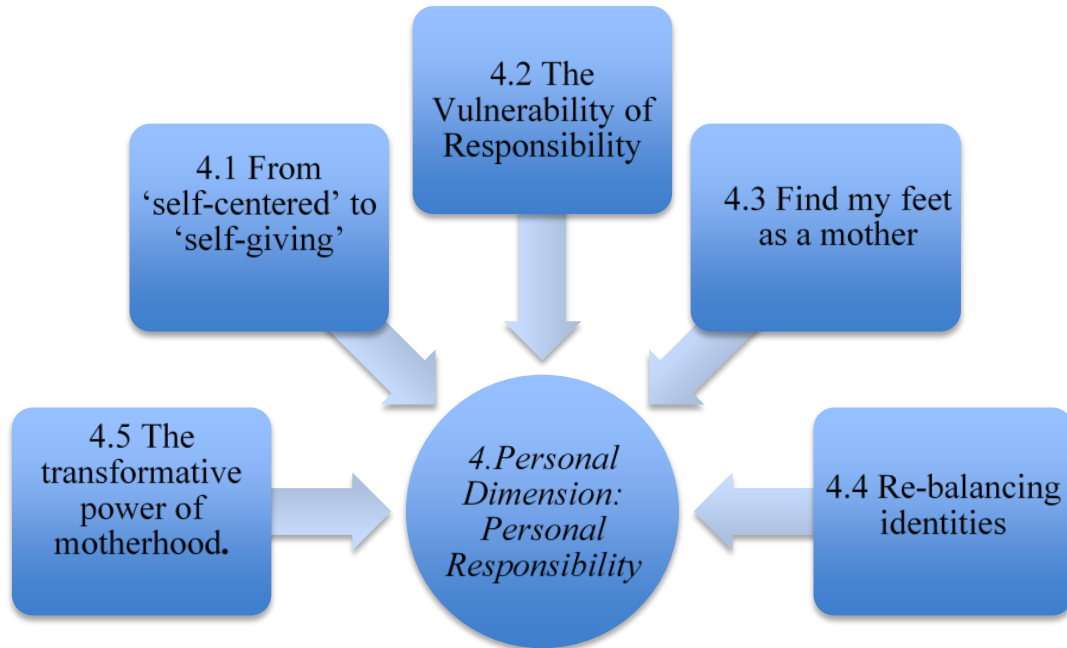 4.2 The
Vulnerability of
Responsibility
4.1 From
‘self-centered’ to
‘self-giving’
4.3 Find my feet
as a mother
4.5 The
transformative
power of
motherhood.
4.Personal
Dimension:
Personal
Responsibility
4.4 Re-balancing
identities